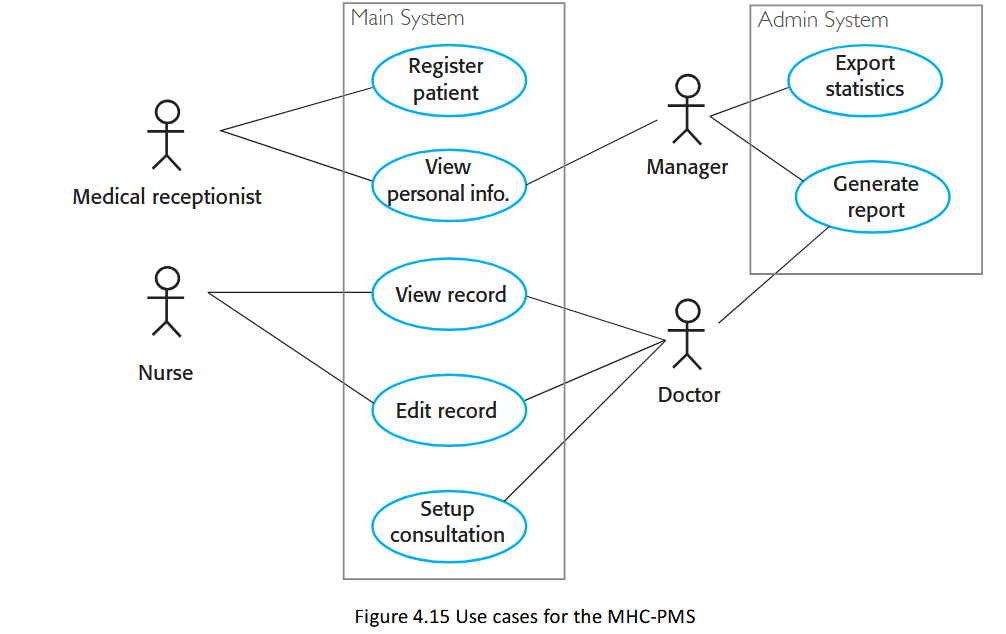 Main System
Register
patient
View
personal info.
View record
Edit record
Setup
consultation
Medical receptionist
Nurse
Manager
Doctor
Admin System
Export
statistics
Generate
report
Figure 4.15 Use cases for the MHC-PMS